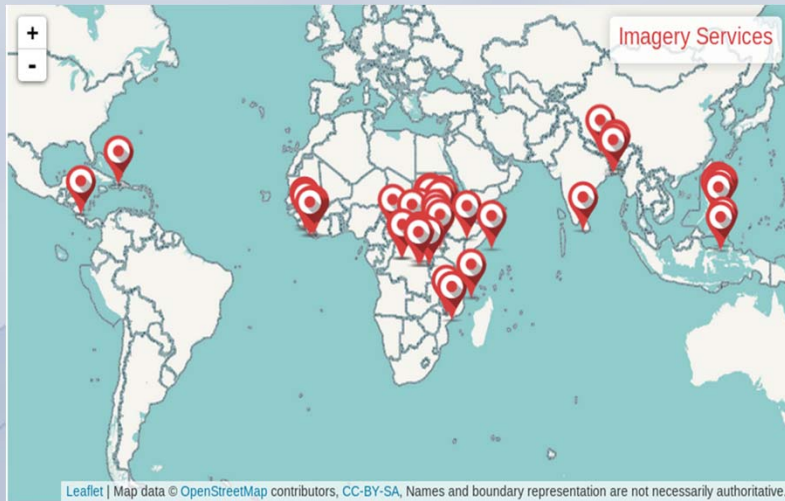 +
-
Imagery Services
Leaflet | Map data © OpenStreetMap contributors, CC-BY-SA, Names and boundary representation are not necessarily authoritative